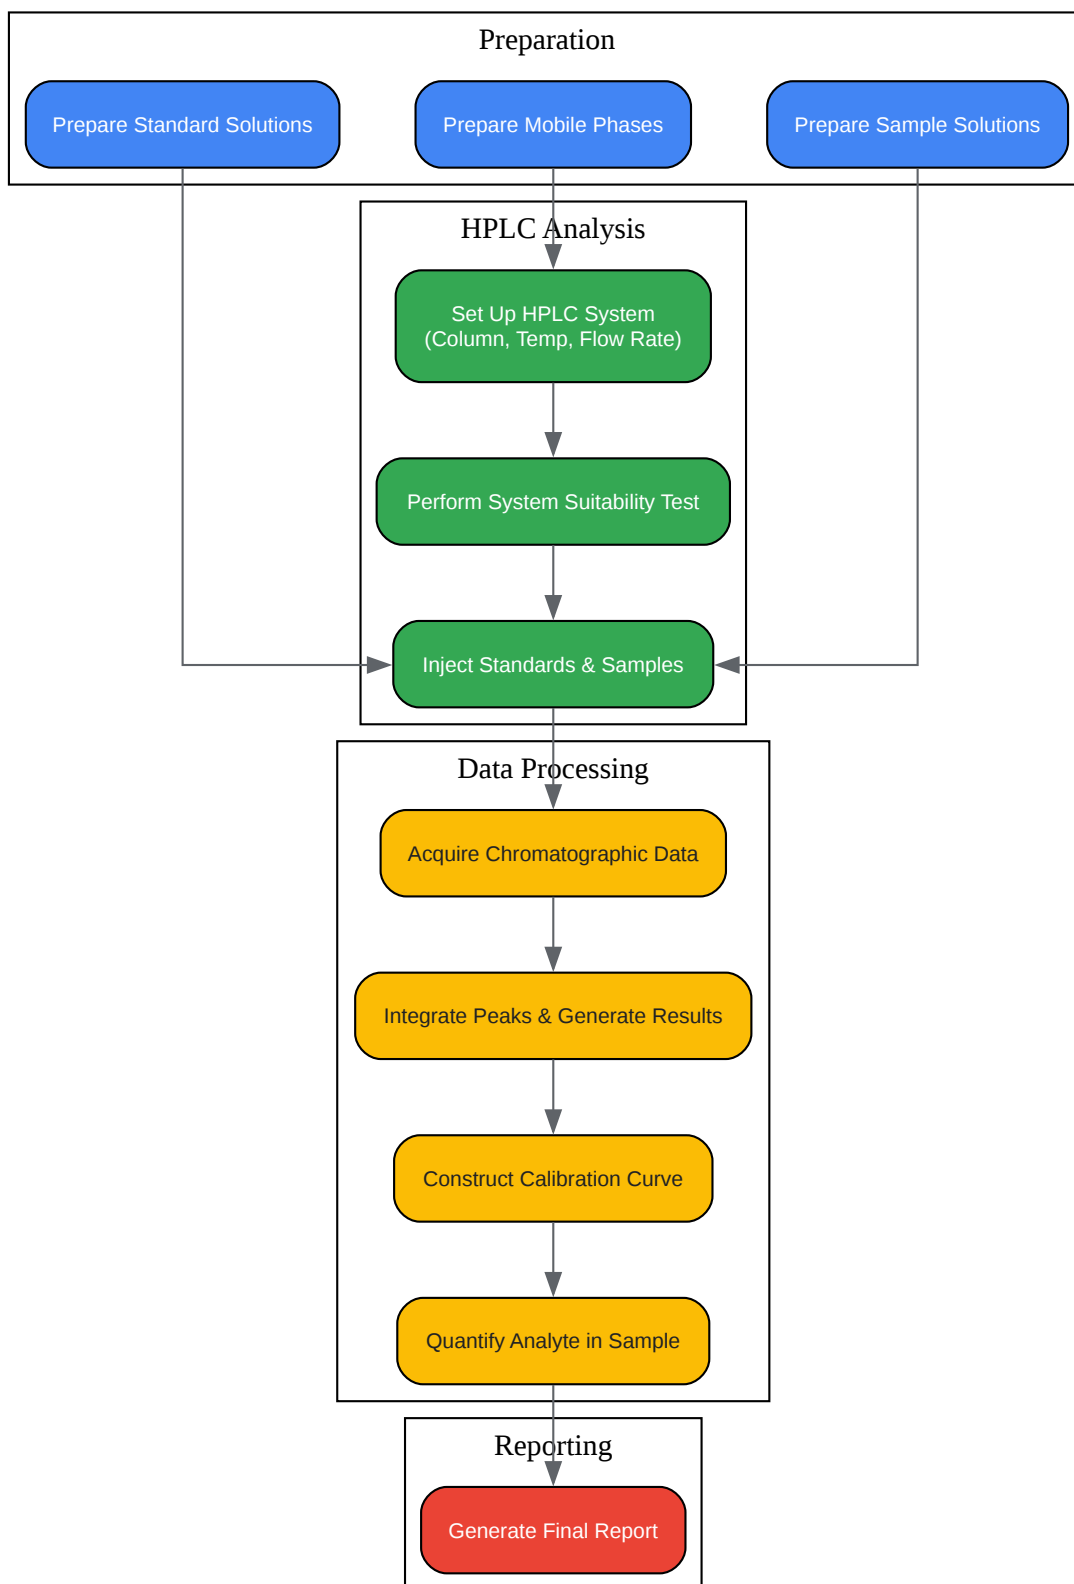 Preparation
Prepare Standard Solutions
Prepare Mobile Phases
Prepare Sample Solutions
HPLC Analysis
Set Up HPLC System
(Column, Temp, Flow Rate)
Perform System Suitability Test
Inject Standards & Samples
Data Processing
Acquire Chromatographic Data
Integrate Peaks & Generate Results
Construct Calibration Curve
Quantify Analyte in Sample
Reporting
Generate Final Report